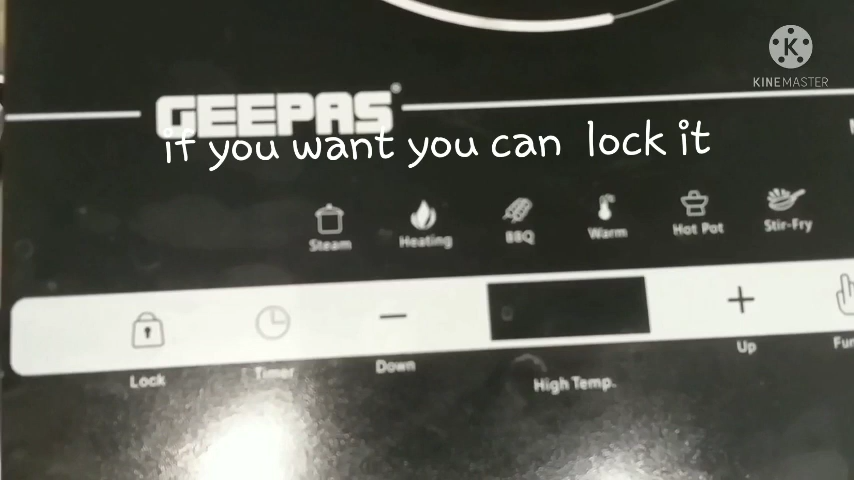 KINEMASTER
GEEPAS®
if you want you can lock it
Steam Heating BBQ Warm Hot Pot Stir-Fry
Lock Timer Down High Temp. Up